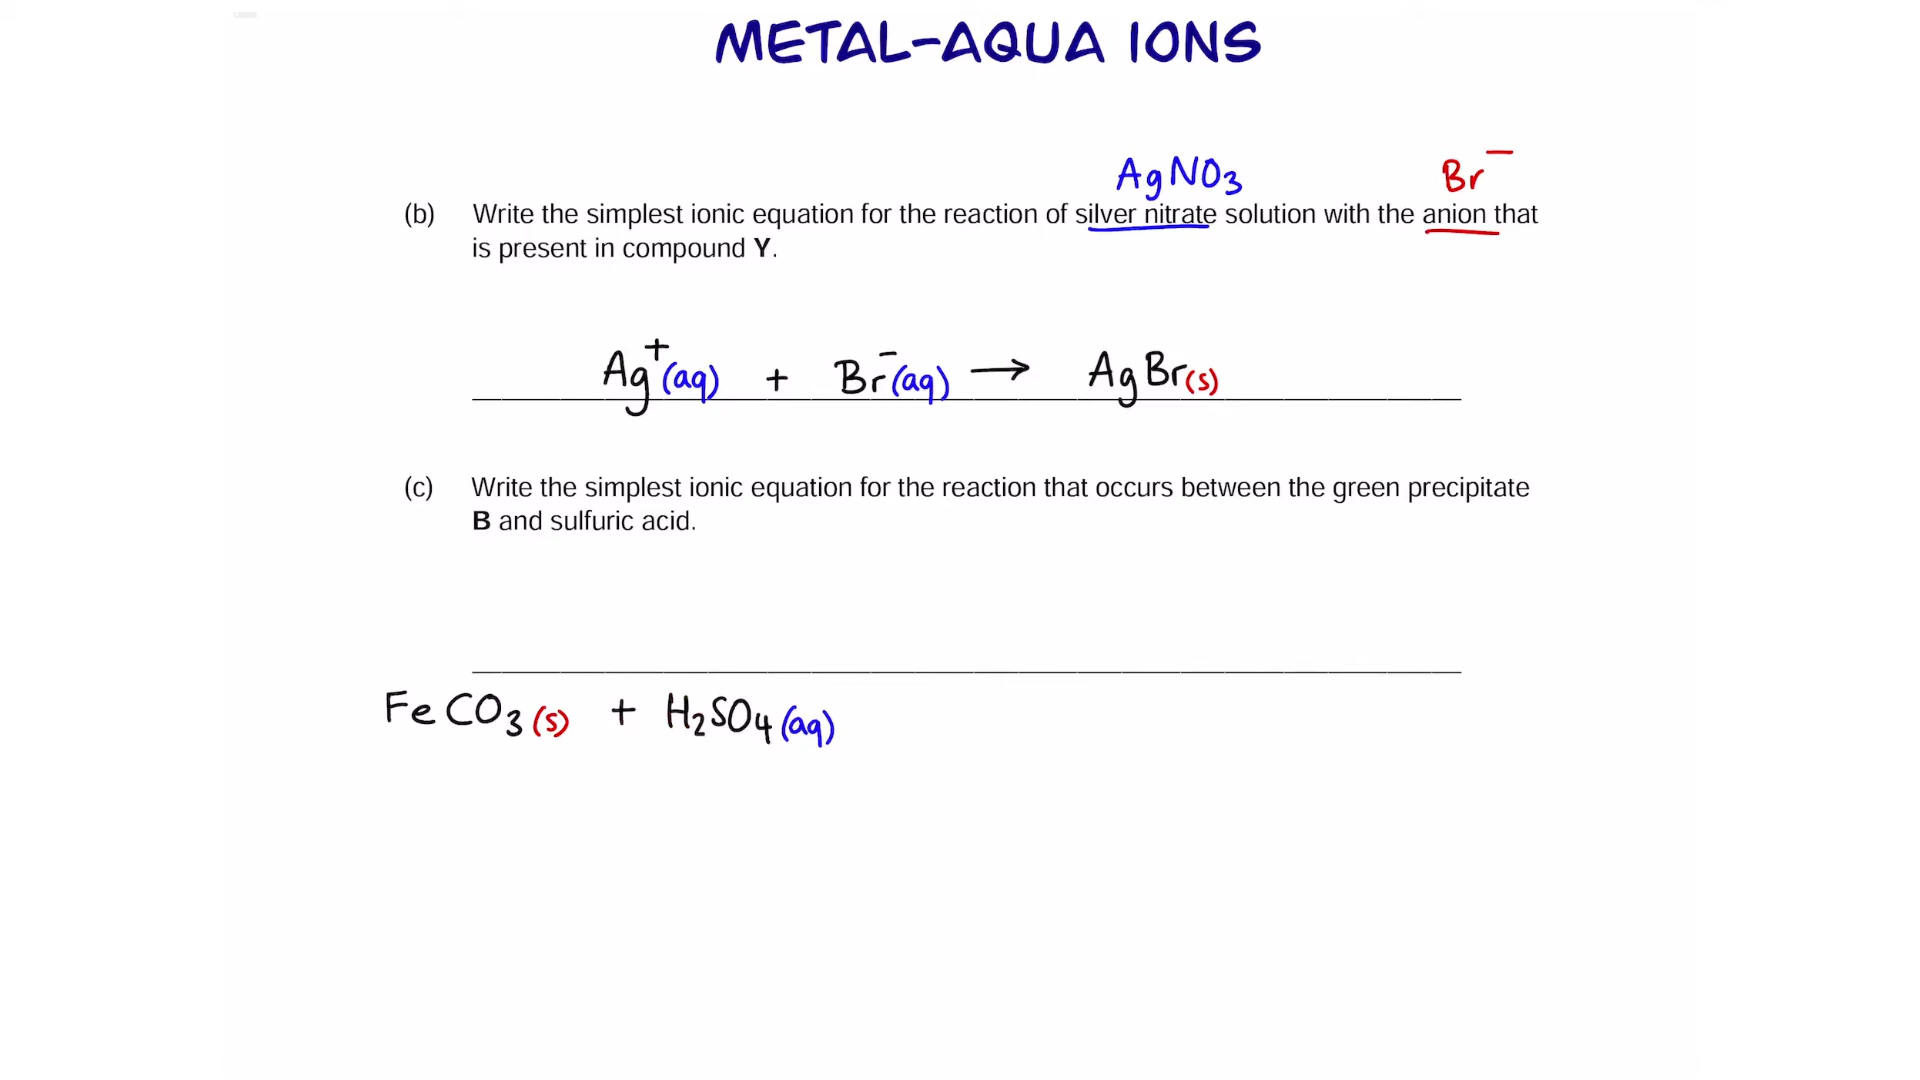 METAL-AQUA IONS
AgNO₃ Br⁻
(b) Write the simplest ionic equation for the reaction of silver nitrate solution with the anion that
is present in compound Y.
Ag⁺(aq) + Br⁻(aq) → AgBr(s)
(c) Write the simplest ionic equation for the reaction that occurs between the green precipitate
B and sulfuric acid.
FeCO₃(s) + H₂SO₄(aq)